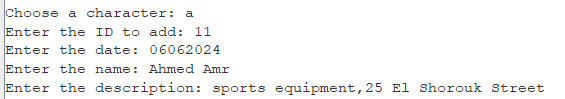 Choose a character: a
Enter the ID to add: 11
Enter the date: 06062024
Enter the name: Ahmed Amr
Enter the description: sports equipment,25 El Shorouk Street